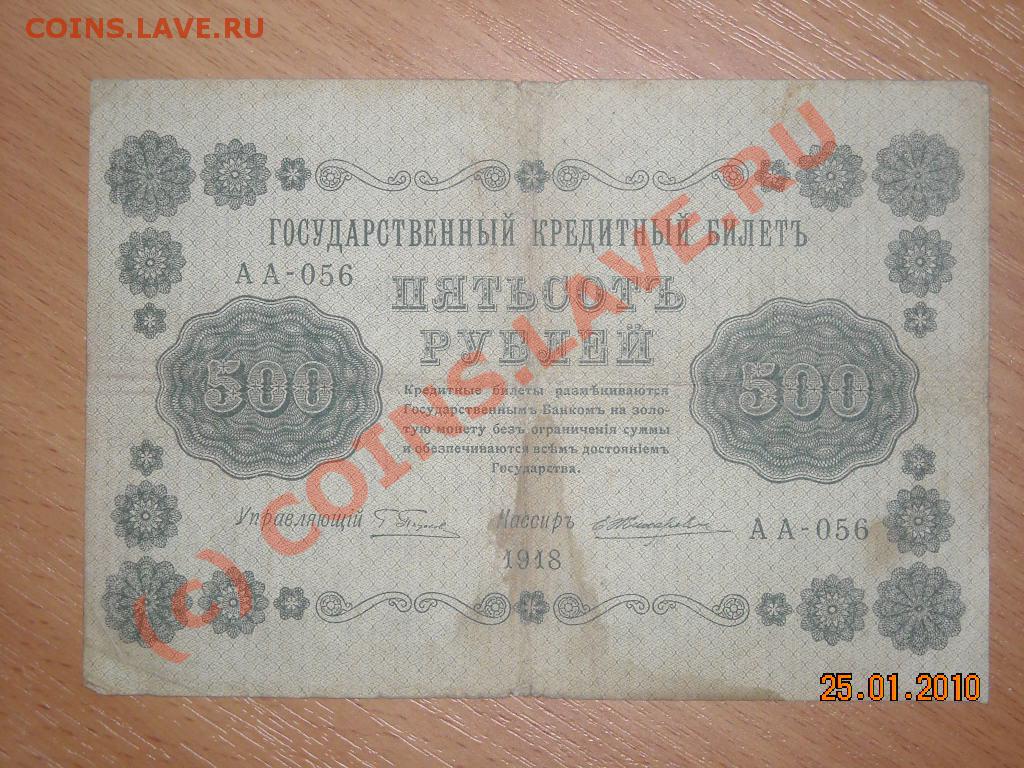 COINS.LAVE.RU
ГОСУДАРСТВЕННЫЙ КРЕДИТНЫЙ БИЛЕТЪ
АА-056
ПЯТЬСОТЪ
РУБЛЕЙ
500
500
Кредитные билеты размѣниваются
Государственнымъ Банкомъ на золо-
тую монету безъ ограниченія суммы
и обезпечиваются всѣмъ достояніемъ
Государства.
Управляющій
Кассиръ
АА-056
1918
(c) COINS.LAVE.RU
25.01.2010